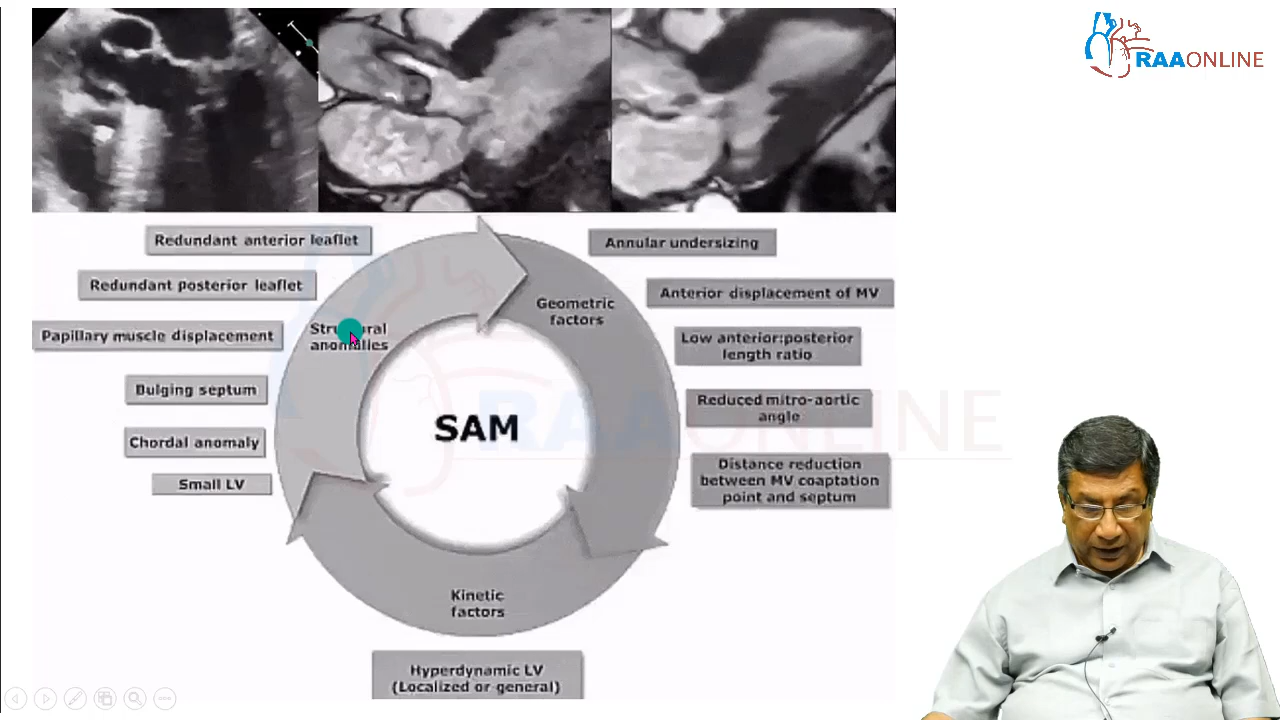 RAAONLINE
Redundant anterior leaflet
Redundant posterior leaflet
Papillary muscle displacement
Bulging septum
Chordal anomaly
Small LV
Structural
anomalies
Geometric
factors
Kinetic
factors
SAM
RAAONLINE
Annular undersizing
Anterior displacement of MV
Low anterior:posterior
length ratio
Reduced mitro-aortic
angle
Distance reduction
between MV coaptation
point and septum
Hyperdynamic LV
(Localized or general)